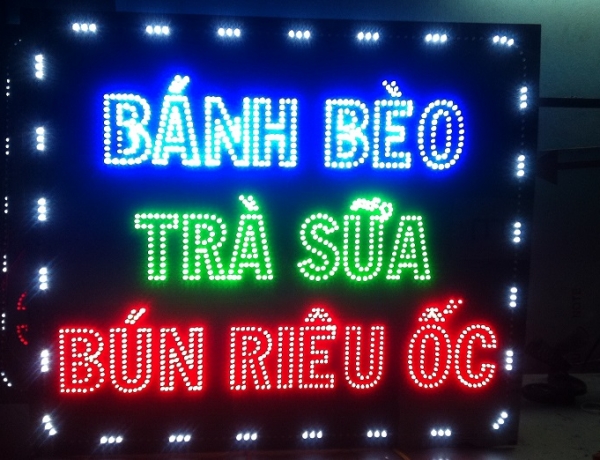 BÁNH BÈO
TRÀ SỮA
BÚN RIÊU ỐC